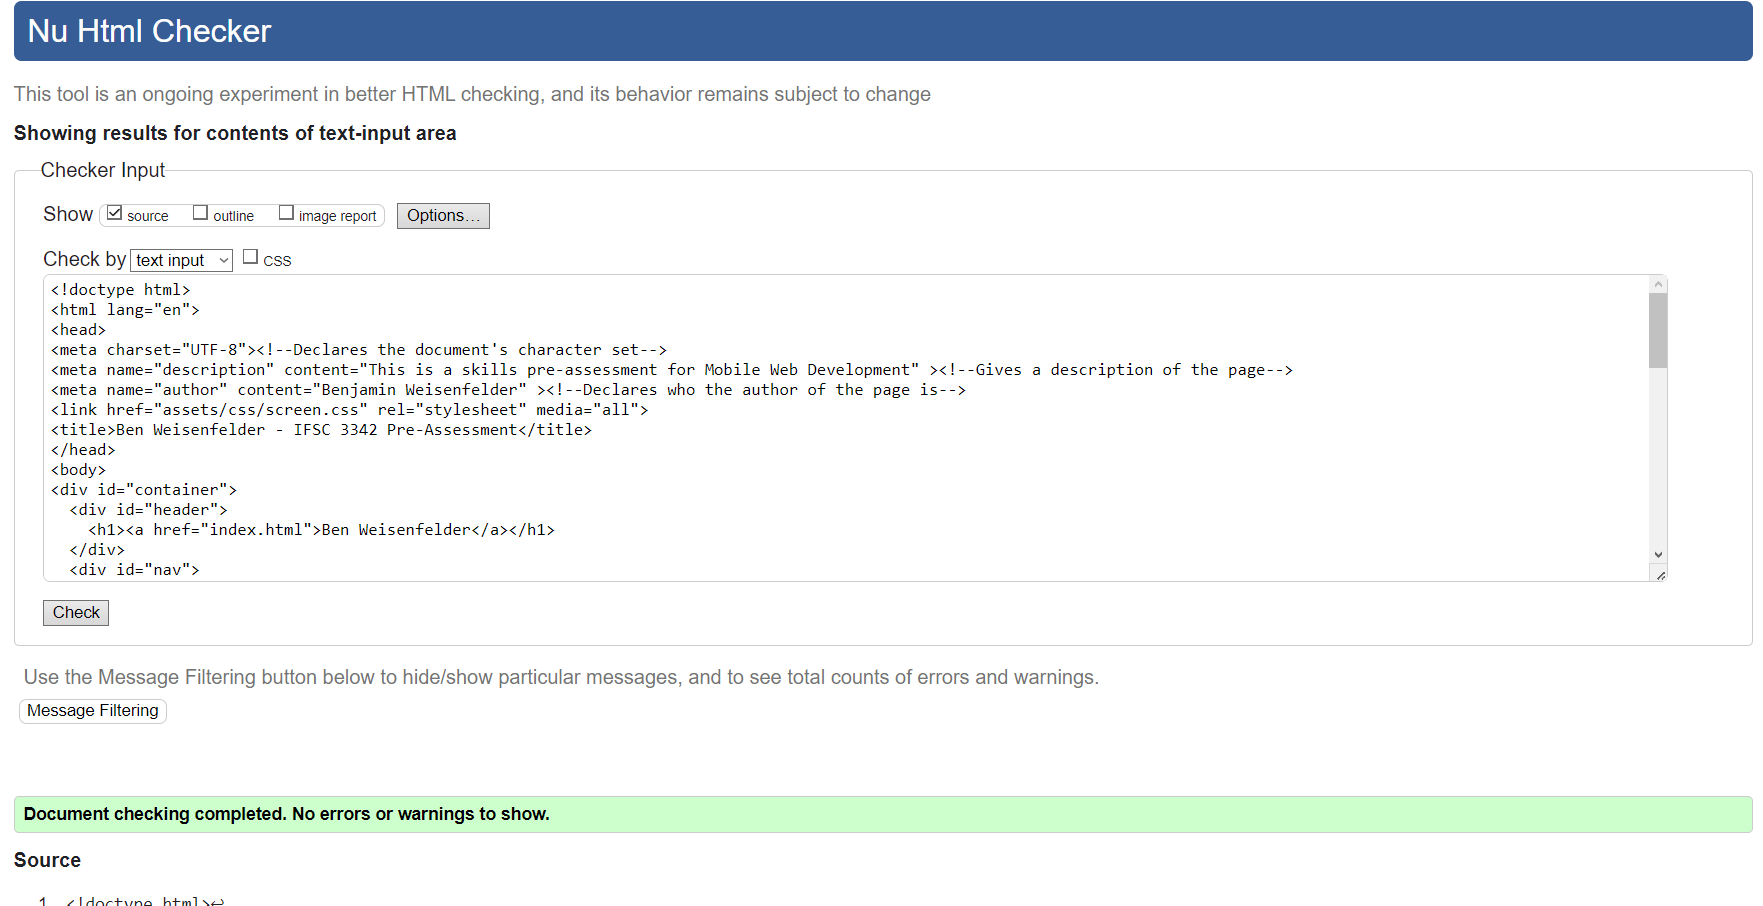 Nu Html Checker
This tool is an ongoing experiment in better HTML checking, and its behavior remains subject to change
Showing results for contents of text-input area
Checker Input
Show source outline image report Options...
Check by text input CSS
<!doctype html>
<html lang="en">
<head>
<meta charset="UTF-8"><!--Declares the document's character set-->
<meta name="description" content="This is a skills pre-assessment for Mobile Web Development" ><!--Gives a description of the page-->
<meta name="author" content="Benjamin Weisenfelder" ><!--Declares who the author of the page is-->
<link href="assets/css/screen.css" rel="stylesheet" media="all">
<title>Ben Weisenfelder - IFSC 3342 Pre-Assessment</title>
</head>
<body>
<div id="container">
<div id="header">
<h1><a href="index.html">Ben Weisenfelder</a></h1>
</div>
<div id="nav">
Check
Use the Message Filtering button below to hide/show particular messages, and to see total counts of errors and warnings.
Message Filtering
Document checking completed. No errors or warnings to show.
Source
1. <!doctype html>↩